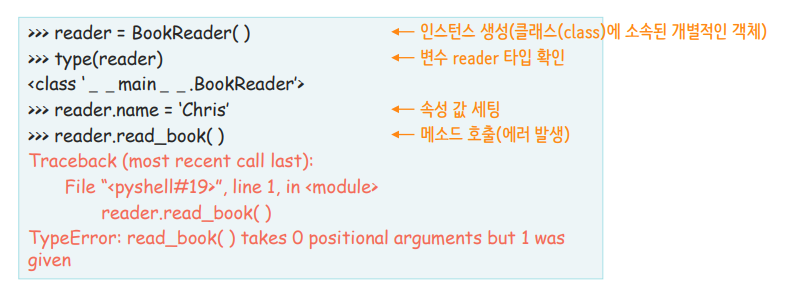 >>> reader = BookReader( ) ← 인스턴스 생성(클래스(class)에 소속된 개별적인 객체)
>>> type(reader) ← 변수 reader 타입 확인
<class ‘_ _main_ _.BookReader’>
>>> reader.name = ‘Chris’ ← 속성 값 세팅
>>> reader.read_book( ) ← 메소드 호출(에러 발생)
Traceback (most recent call last):
File “<pyshell#19>”, line 1, in <module>
reader.read_book( )
TypeError: read_book( ) takes 0 positional arguments but 1 was
given